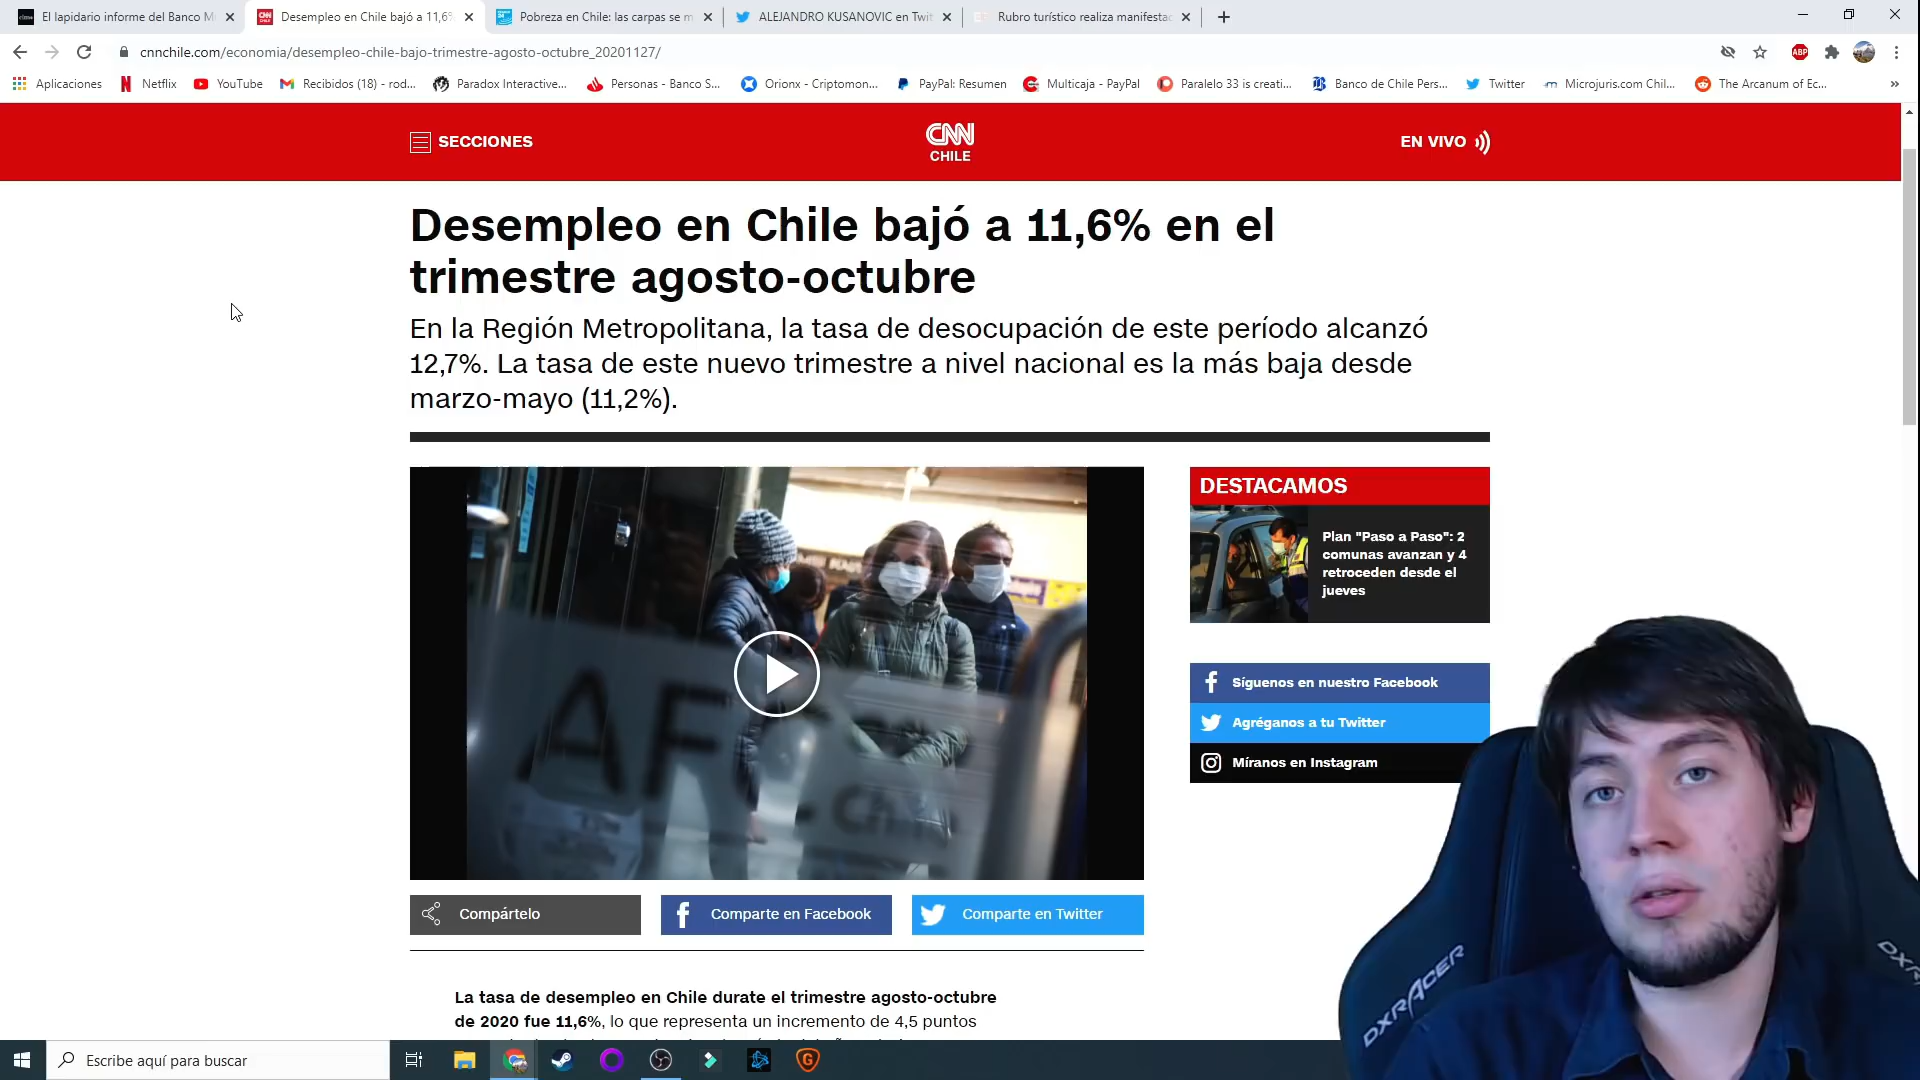 El lapidario informe del Banco M
Desempleo en Chile bajó a 11,6%
Pobreza en Chile: las carpas se m
ALEJANDRO KUSANOVIC en Twit
Rubro turístico realiza manifestac
cnnchile.com/economia/desempleo-chile-bajo-trimestre-agosto-octubre_20201127/
ABP
Aplicaciones
Netflix
YouTube
Recibidos (18) - rod...
Paradox Interactive...
Personas - Banco S...
Orionx - Criptomon...
PayPal: Resumen
Multicaja - PayPal
Paralelo 33 is creati...
Banco de Chile Pers...
Twitter
Microjuris.com Chil...
The Arcanum of Ec...
SECCIONES
CNN
CHILE
EN VIVO
Desempleo en Chile bajó a 11,6% en el
trimestre agosto-octubre
En la Región Metropolitana, la tasa de desocupación de este período alcanzó
12,7%. La tasa de este nuevo trimestre a nivel nacional es la más baja desde
marzo-mayo (11,2%).
AFC
DESTACAMOS
Plan "Paso a Paso": 2
comunas avanzan y 4
retroceden desde el
jueves
Síguenos en nuestro Facebook
Agréganos a tu Twitter
Míranos en Instagram
Compártelo
Comparte en Facebook
Comparte en Twitter
La tasa de desempleo en Chile durate el trimestre agosto-octubre
de 2020 fue 11,6%, lo que representa un incremento de 4,5 puntos
DXRACER
Escribe aquí para buscar